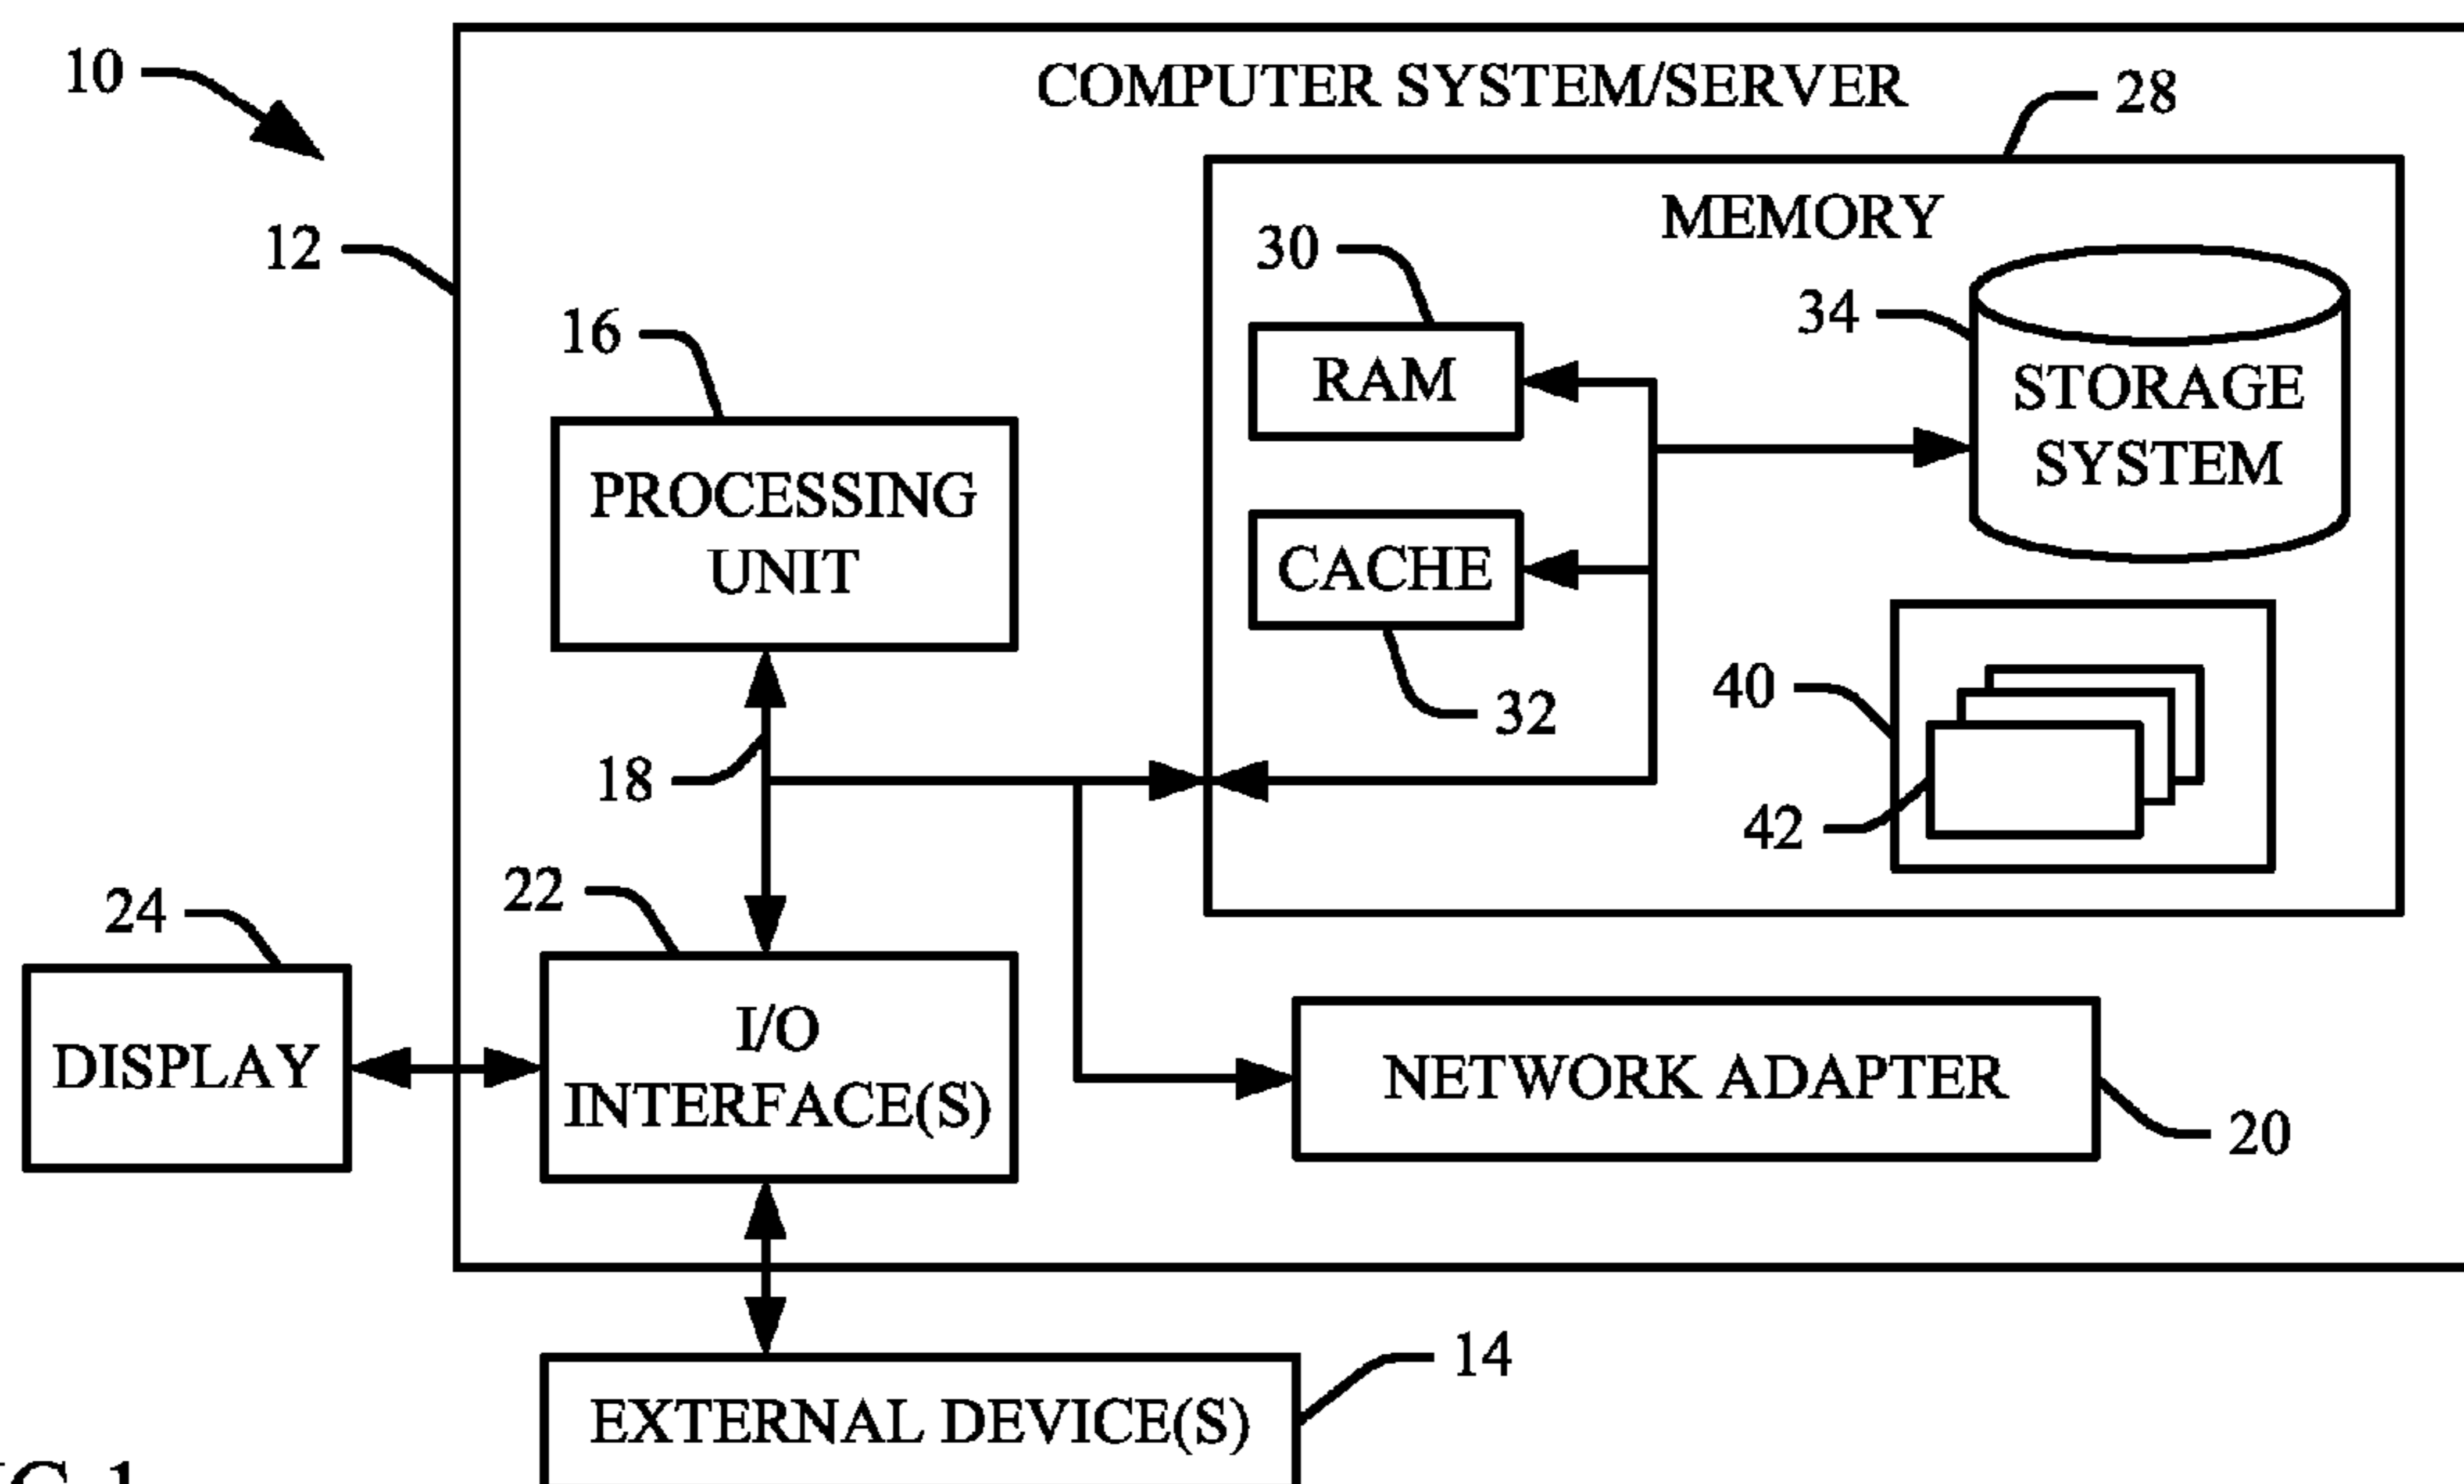 10
COMPUTER SYSTEM/SERVER
28
12
MEMORY
30
34
16
RAM
STORAGE
SYSTEM
PROCESSING
UNIT
CACHE
40
32
18
42
22
24
I/O
INTERFACE(S)
DISPLAY
NETWORK ADAPTER
20
14
EXTERNAL DEVICE(S)